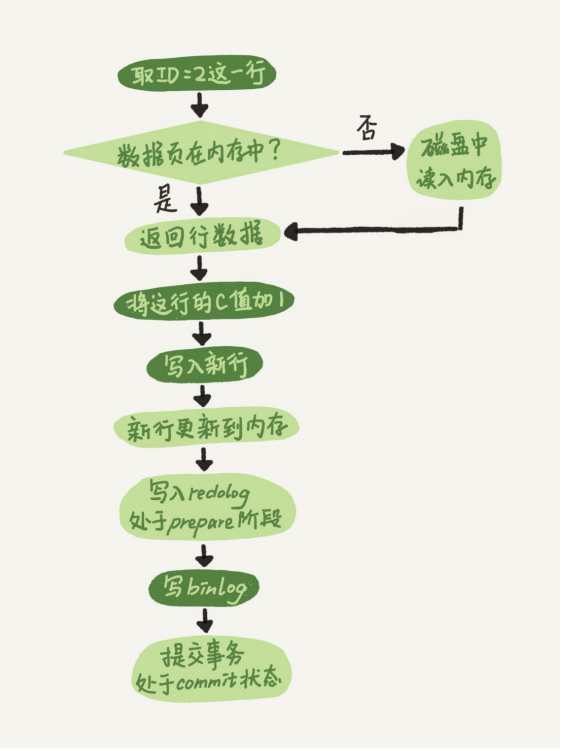 取ID=2这一行
数据页在内存中?
否
磁盘中
读入内存
是
返回行数据
将这行的C值加1
写入新行
新行更新到内存
写入redolog
处于prepare阶段
写binlog
提交事务
处于commit状态